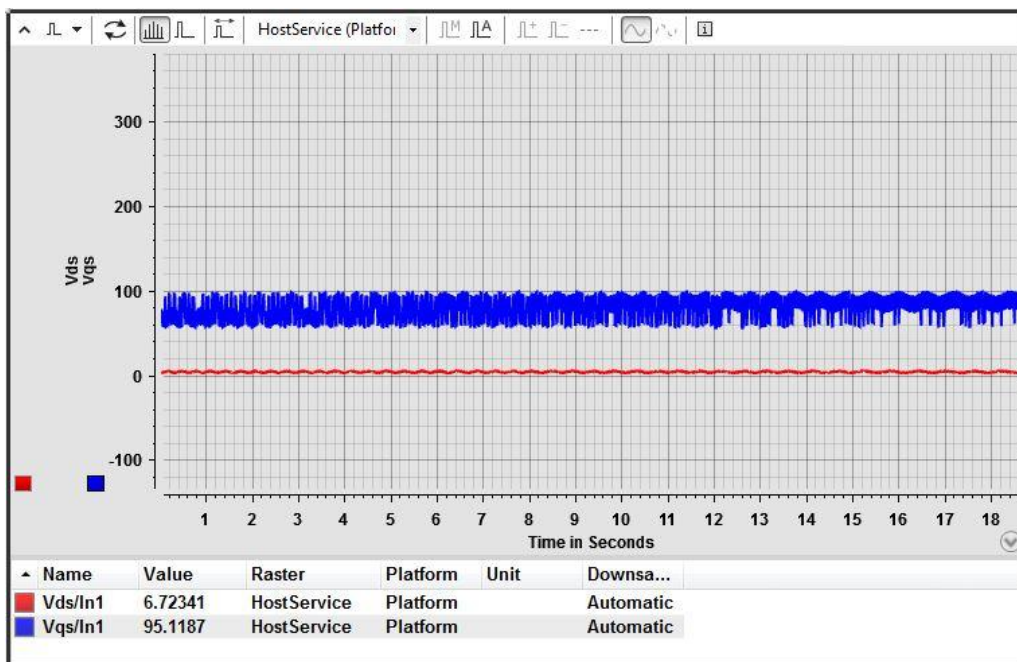 HostService (Platfor
M A
300
200
100
0
-100
Vds
Vqs
1 2 3 4 5 6 7 8 9 10 11 12 13 14 15 16 17 18
Time in Seconds
Name Value Raster Platform Unit Downsa...
Vds/In1 6.72341 HostService Platform Automatic
Vqs/In1 95.1187 HostService Platform Automatic